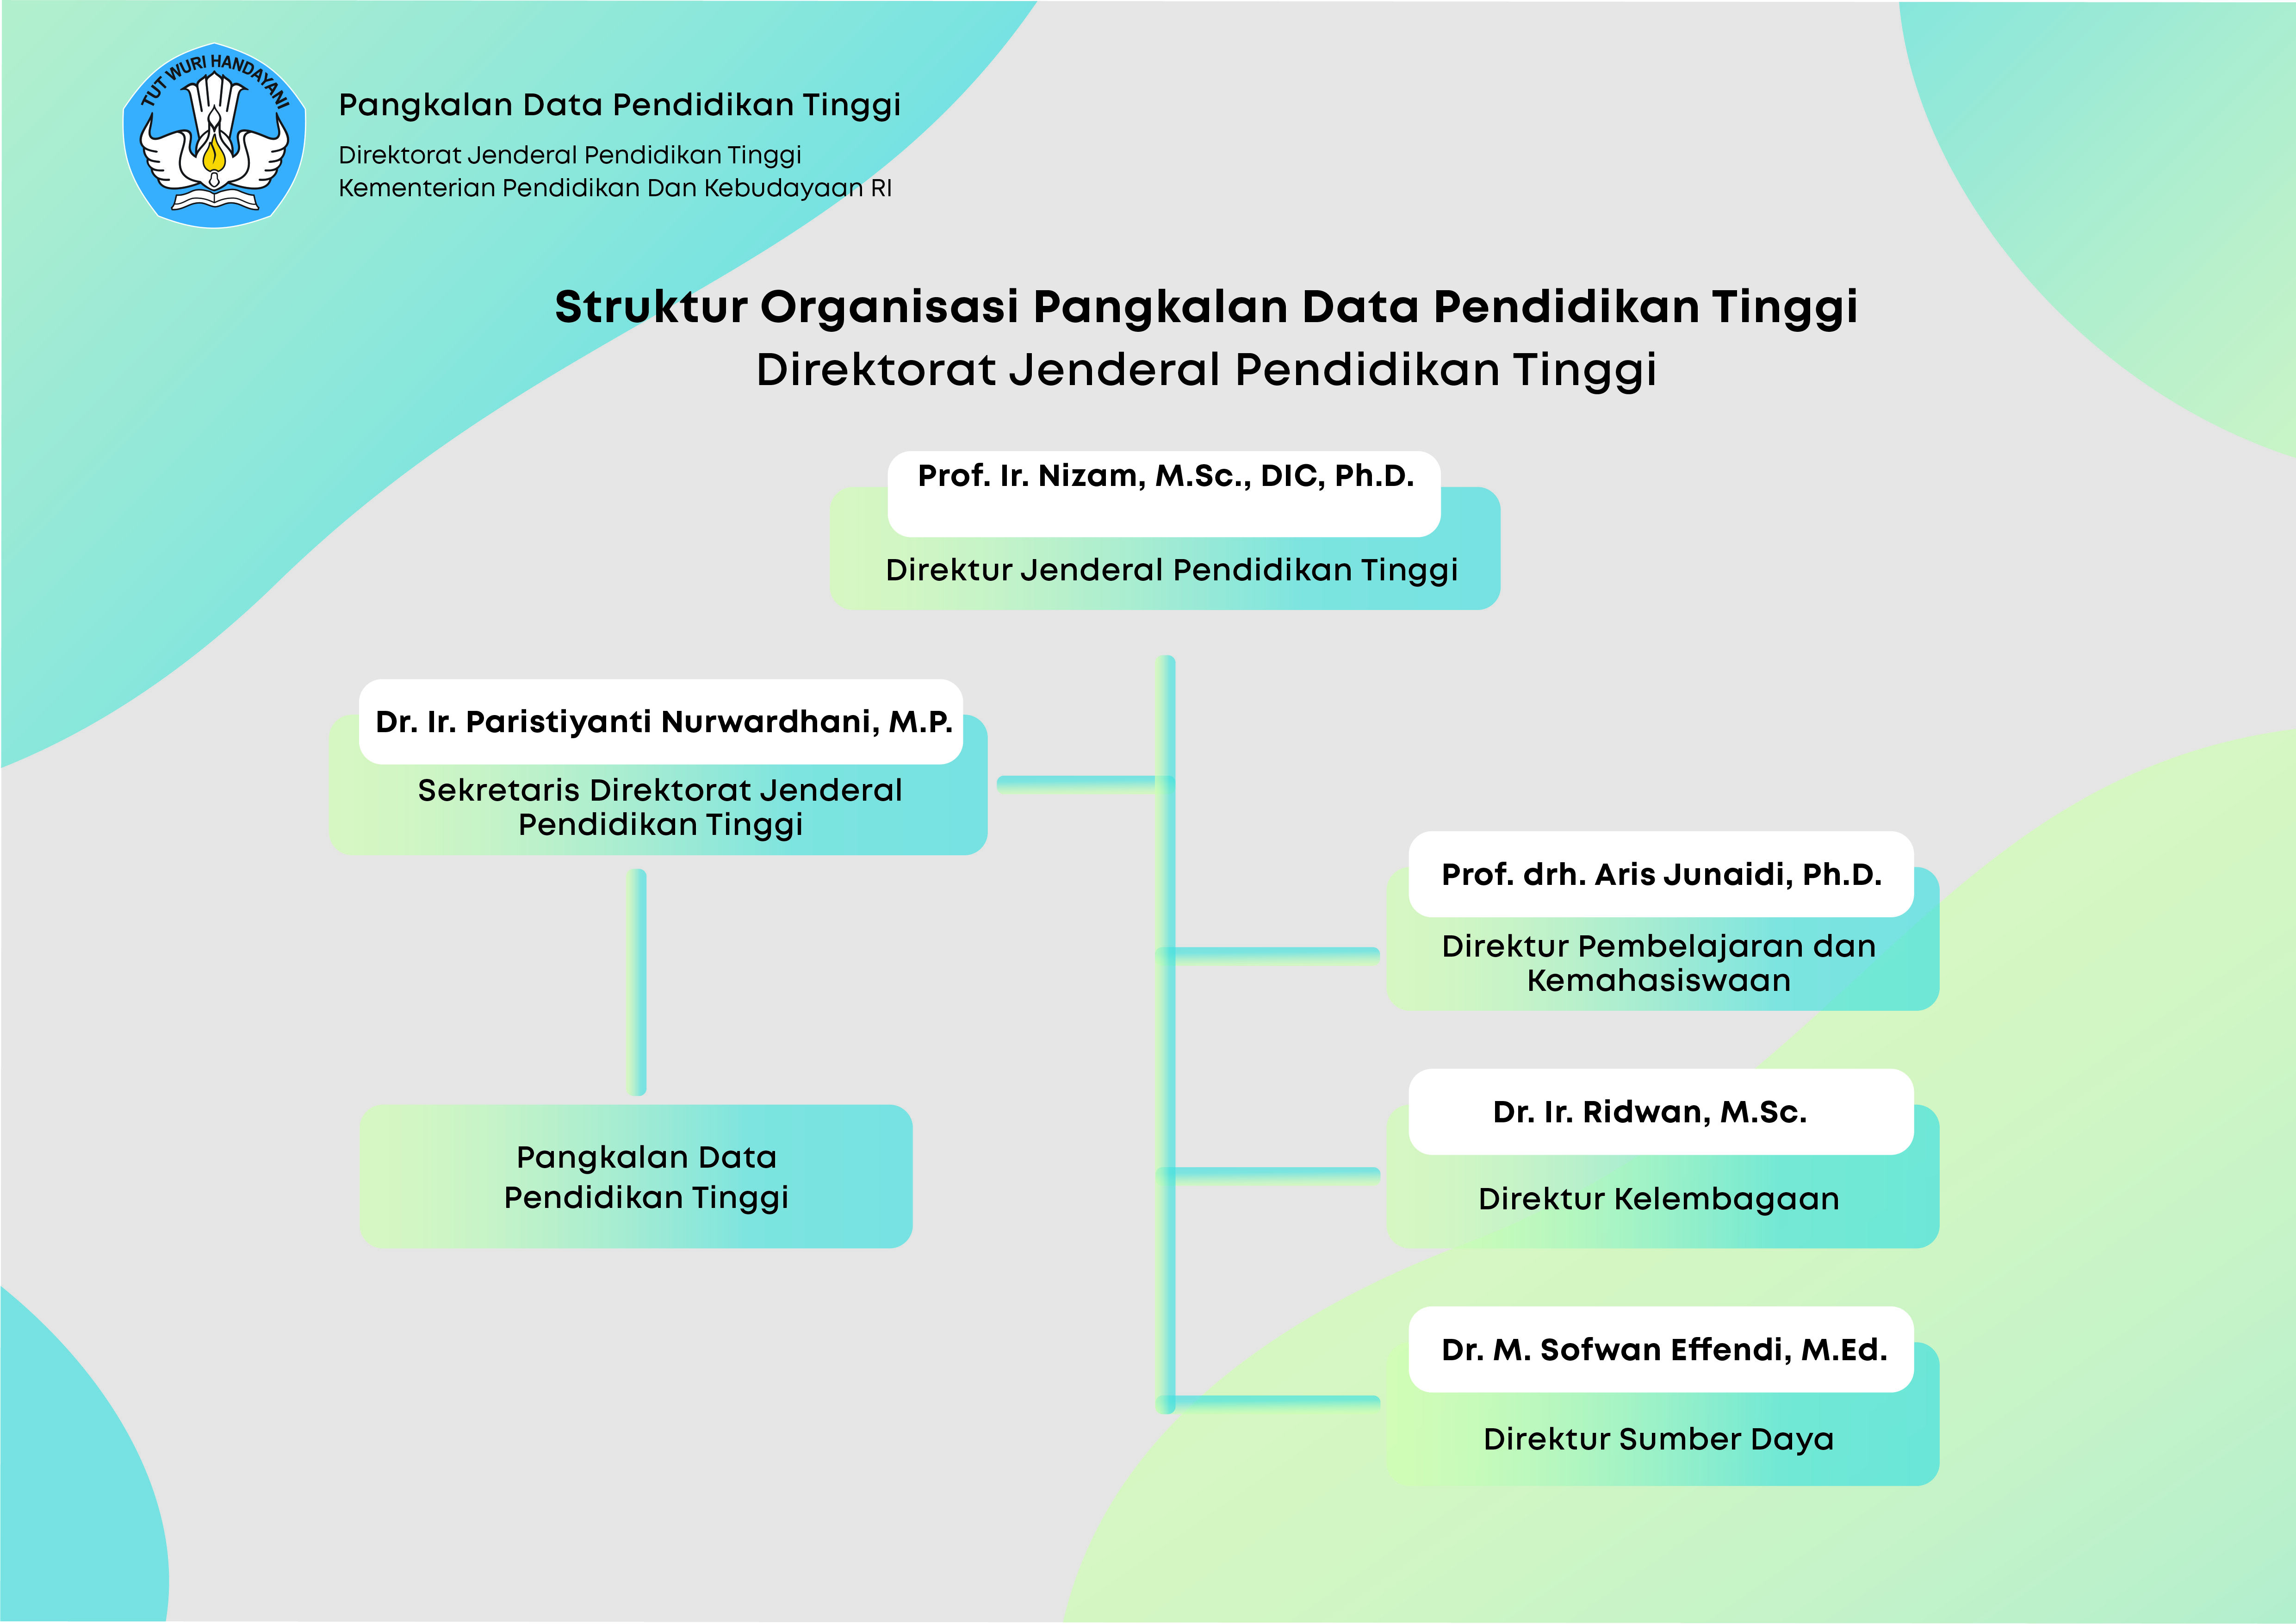 TUT WURI HANDAYANI
Pangkalan Data Pendidikan Tinggi
Direktorat Jenderal Pendidikan Tinggi
Kementerian Pendidikan Dan Kebudayaan RI
Struktur Organisasi Pangkalan Data Pendidikan Tinggi
Direktorat Jenderal Pendidikan Tinggi
Prof. Ir. Nizam, M.Sc., DIC, Ph.D.
Direktur Jenderal Pendidikan Tinggi
Dr. Ir. Paristiyanti Nurwardhani, M.P.
Sekretaris Direktorat Jenderal
Pendidikan Tinggi
Pangkalan Data
Pendidikan Tinggi
Prof. drh. Aris Junaidi, Ph.D.
Direktur Pembelajaran dan
Kemahasiswaan
Dr. Ir. Ridwan, M.Sc.
Direktur Kelembagaan
Dr. M. Sofwan Effendi, M.Ed.
Direktur Sumber Daya